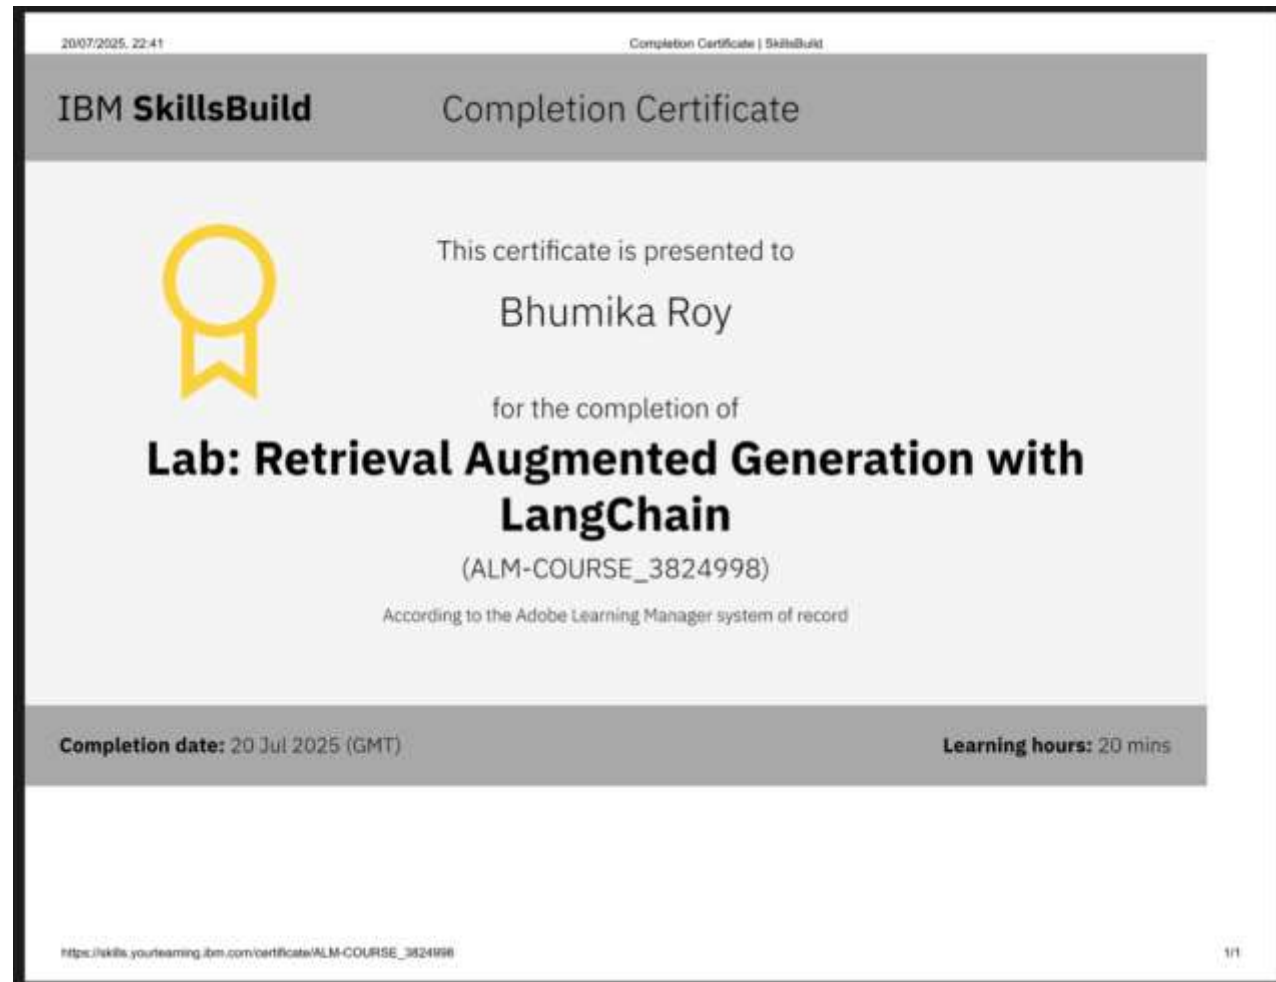 20/07/2025, 22:41
Completion Certificate | SkillsBuild
IBM SkillsBuild
Completion Certificate
This certificate is presented to
Bhumika Roy
for the completion of
Lab: Retrieval Augmented Generation with
LangChain
(ALM-COURSE_3824998)
According to the Adobe Learning Manager system of record
Completion date: 20 Jul 2025 (GMT)
Learning hours: 20 mins
https://skills.yourlearning.ibm.com/certificate/ALM-COURSE_3824998
1/1